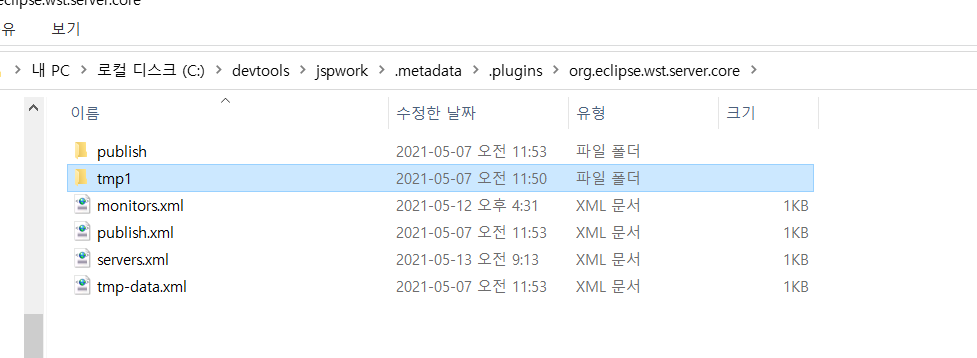 eclipse.wst.server.core
유 보기
내 PC > 로컬 디스크 (C:) > devtools > jspwork > .metadata > .plugins > org.eclipse.wst.server.core >
이름 수정한 날짜 유형 크기
publish 2021-05-07 오전 11:53 파일 폴더
tmp1 2021-05-07 오전 11:50 파일 폴더
monitors.xml 2021-05-12 오후 4:31 XML 문서 1KB
publish.xml 2021-05-07 오전 11:53 XML 문서 1KB
servers.xml 2021-05-13 오전 9:13 XML 문서 1KB
tmp-data.xml 2021-05-07 오전 11:53 XML 문서 1KB